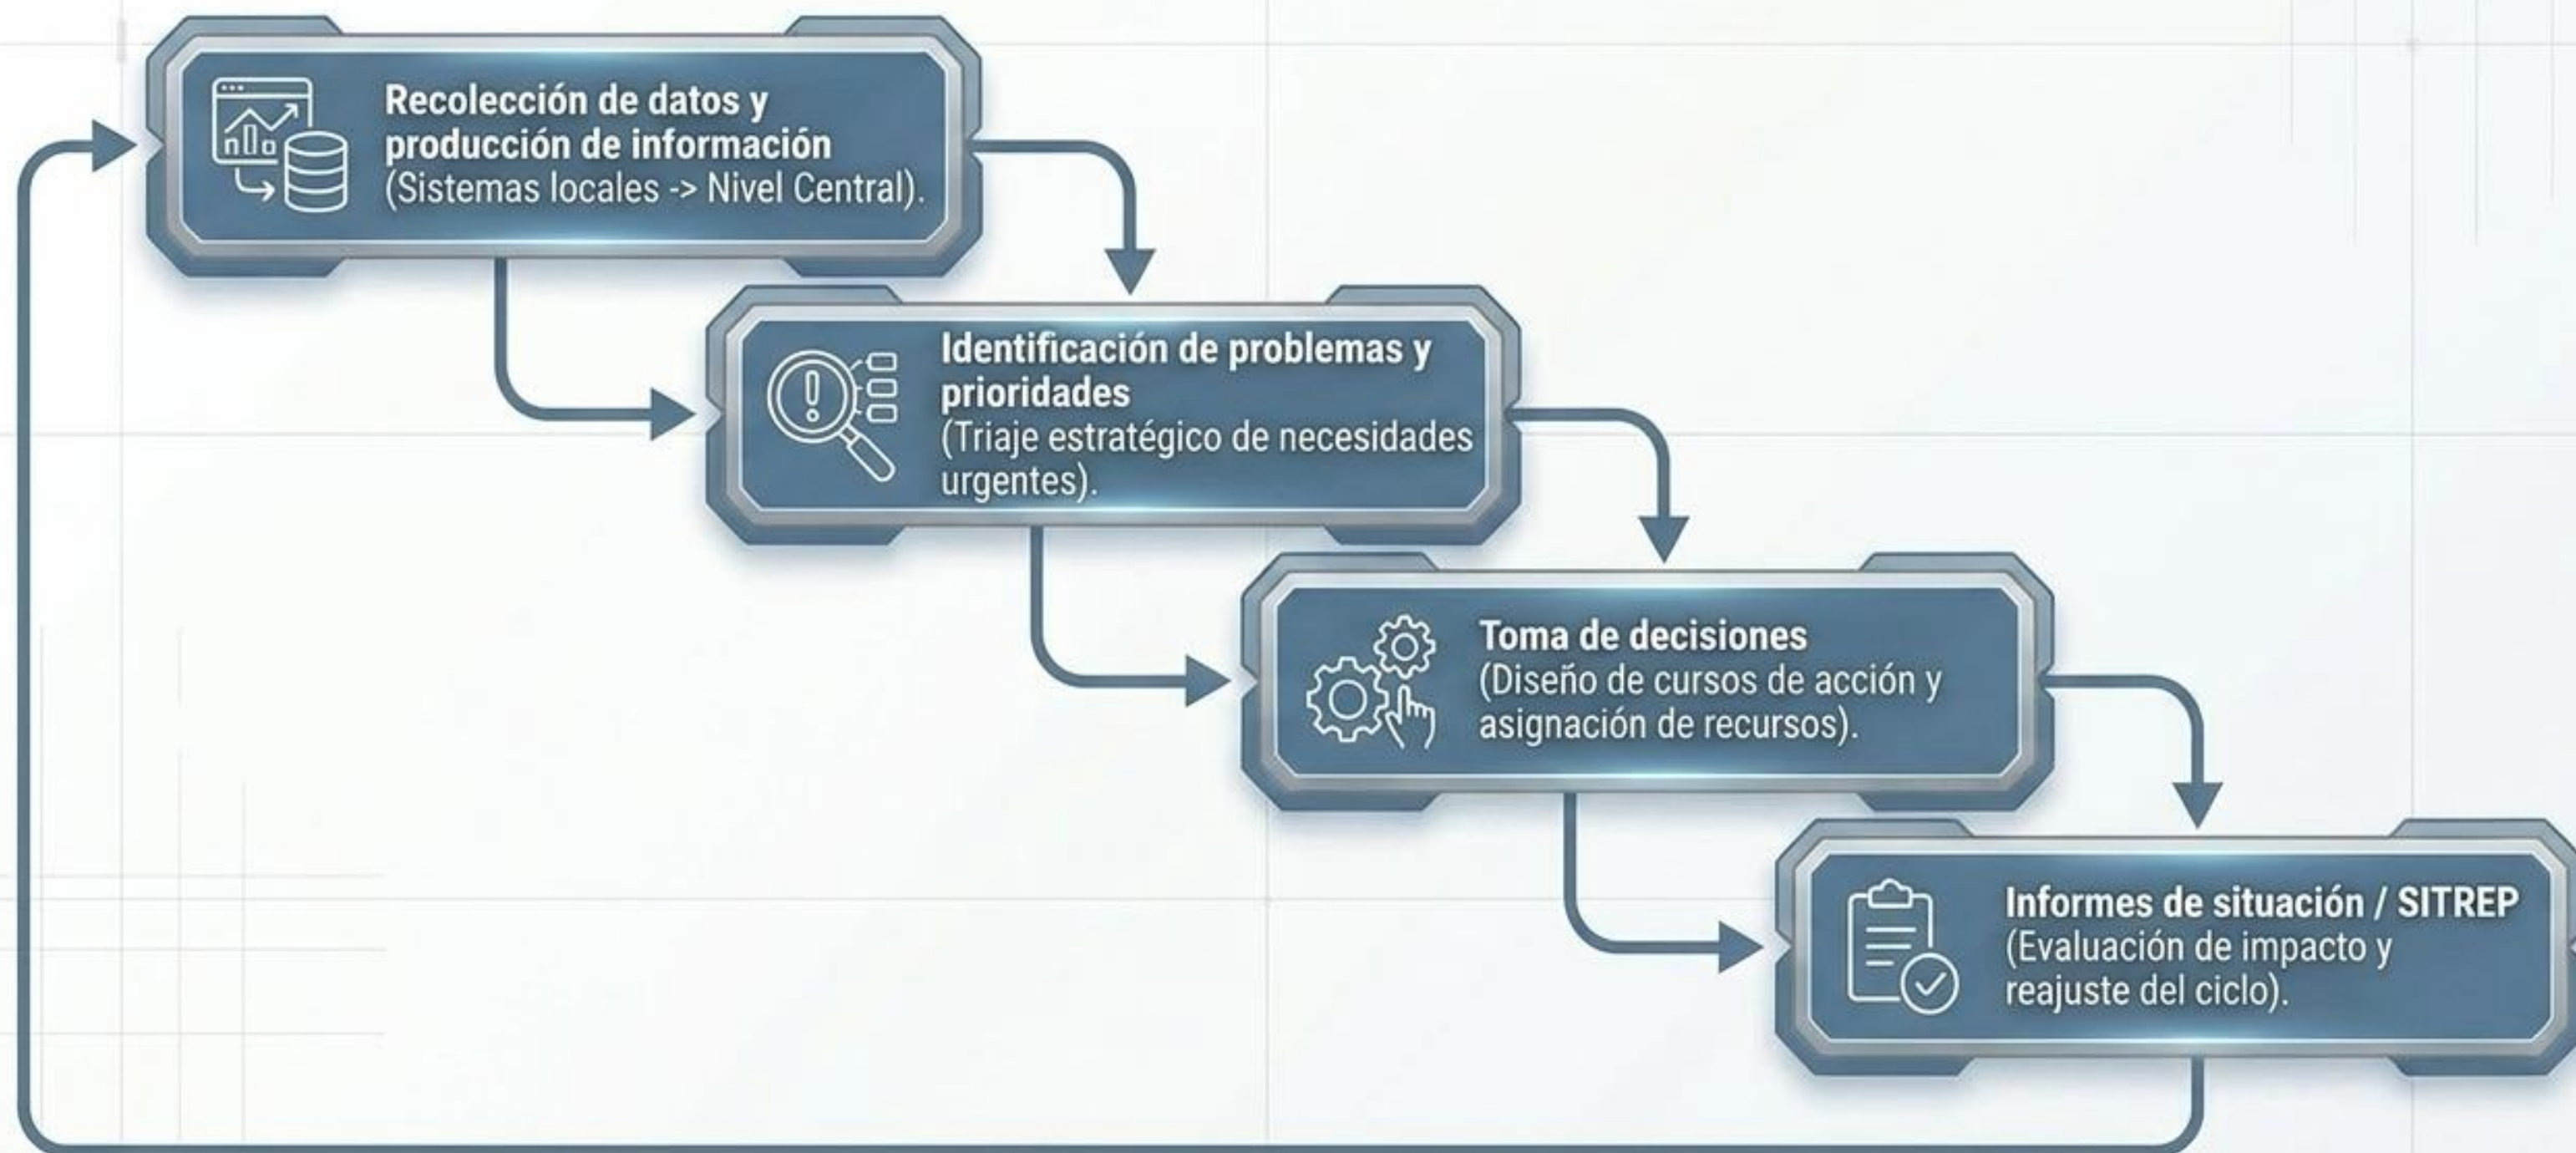 Recolección de datos y
producción de información
(Sistemas locales -> Nivel Central).
Identificación de problemas y
prioridades
(Triaje estratégico de necesidades
urgentes).
Toma de decisiones
(Diseño de cursos de acción y
asignación de recursos).
Informes de situación / SITREP
(Evaluación de impacto y
reajuste del ciclo).